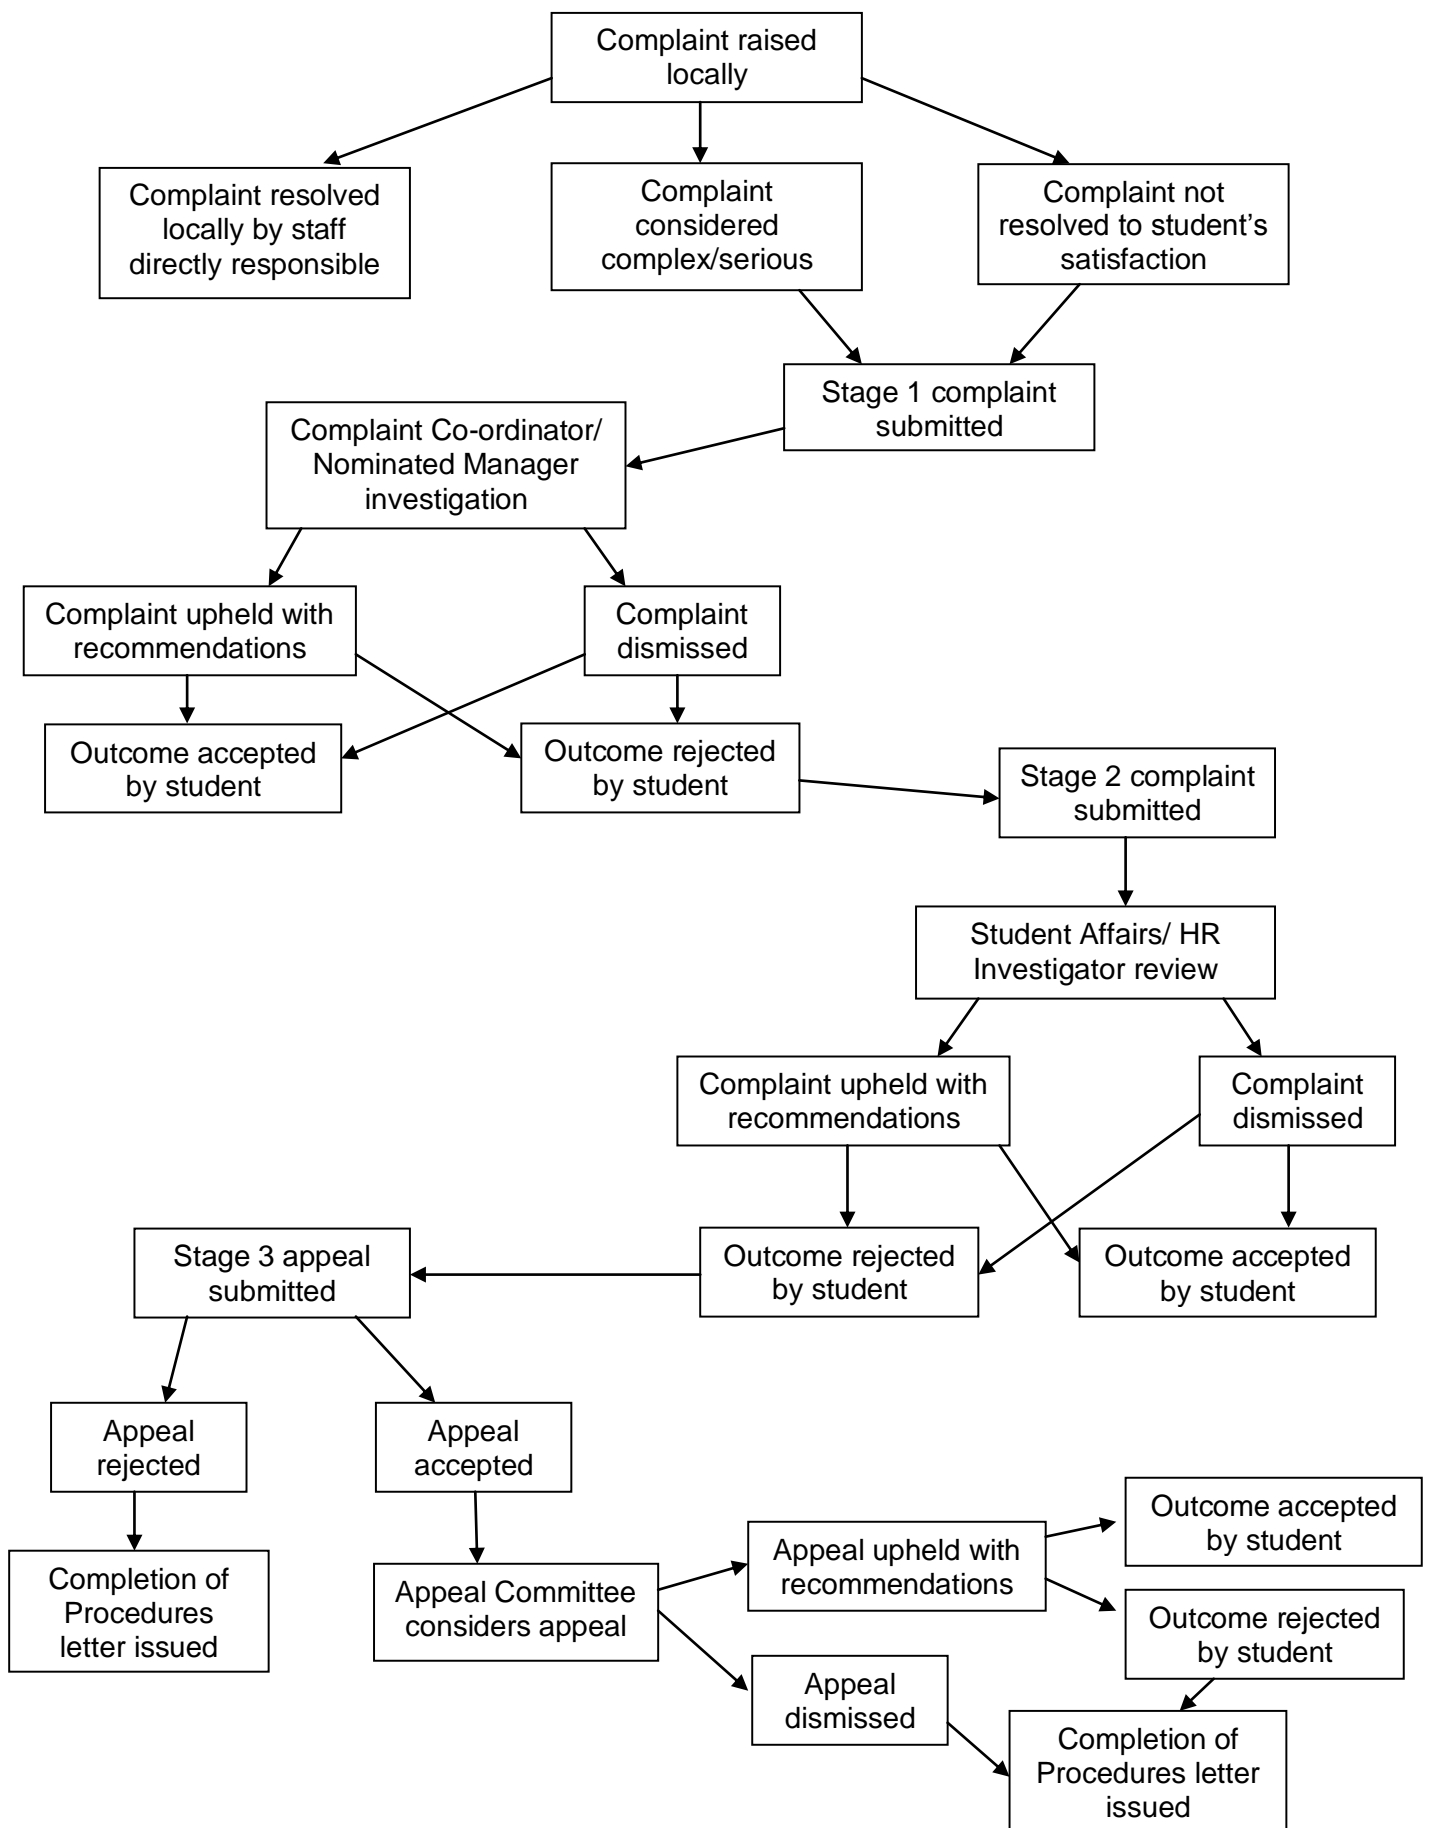 Complaint raised
locally
Complaint resolved
locally by staff
directly responsible
Complaint
considered
complex/serious
Complaint not
resolved to student’s
satisfaction
Stage 1 complaint
submitted
Complaint Co-ordinator/
Nominated Manager
investigation
Complaint upheld with
recommendations
Complaint
dismissed
Outcome accepted
by student
Outcome rejected
by student
Stage 2 complaint
submitted
Student Affairs/ HR
Investigator review
Complaint upheld with
recommendations
Complaint
dismissed
Stage 3 appeal
submitted
Outcome rejected
by student
Outcome accepted
by student
Appeal
rejected
Appeal
accepted
Completion of
Procedures
letter issued
Appeal Committee
considers appeal
Appeal upheld with
recommendations
Outcome accepted
by student
Outcome rejected
by student
Appeal
dismissed
Completion of
Procedures letter
issued